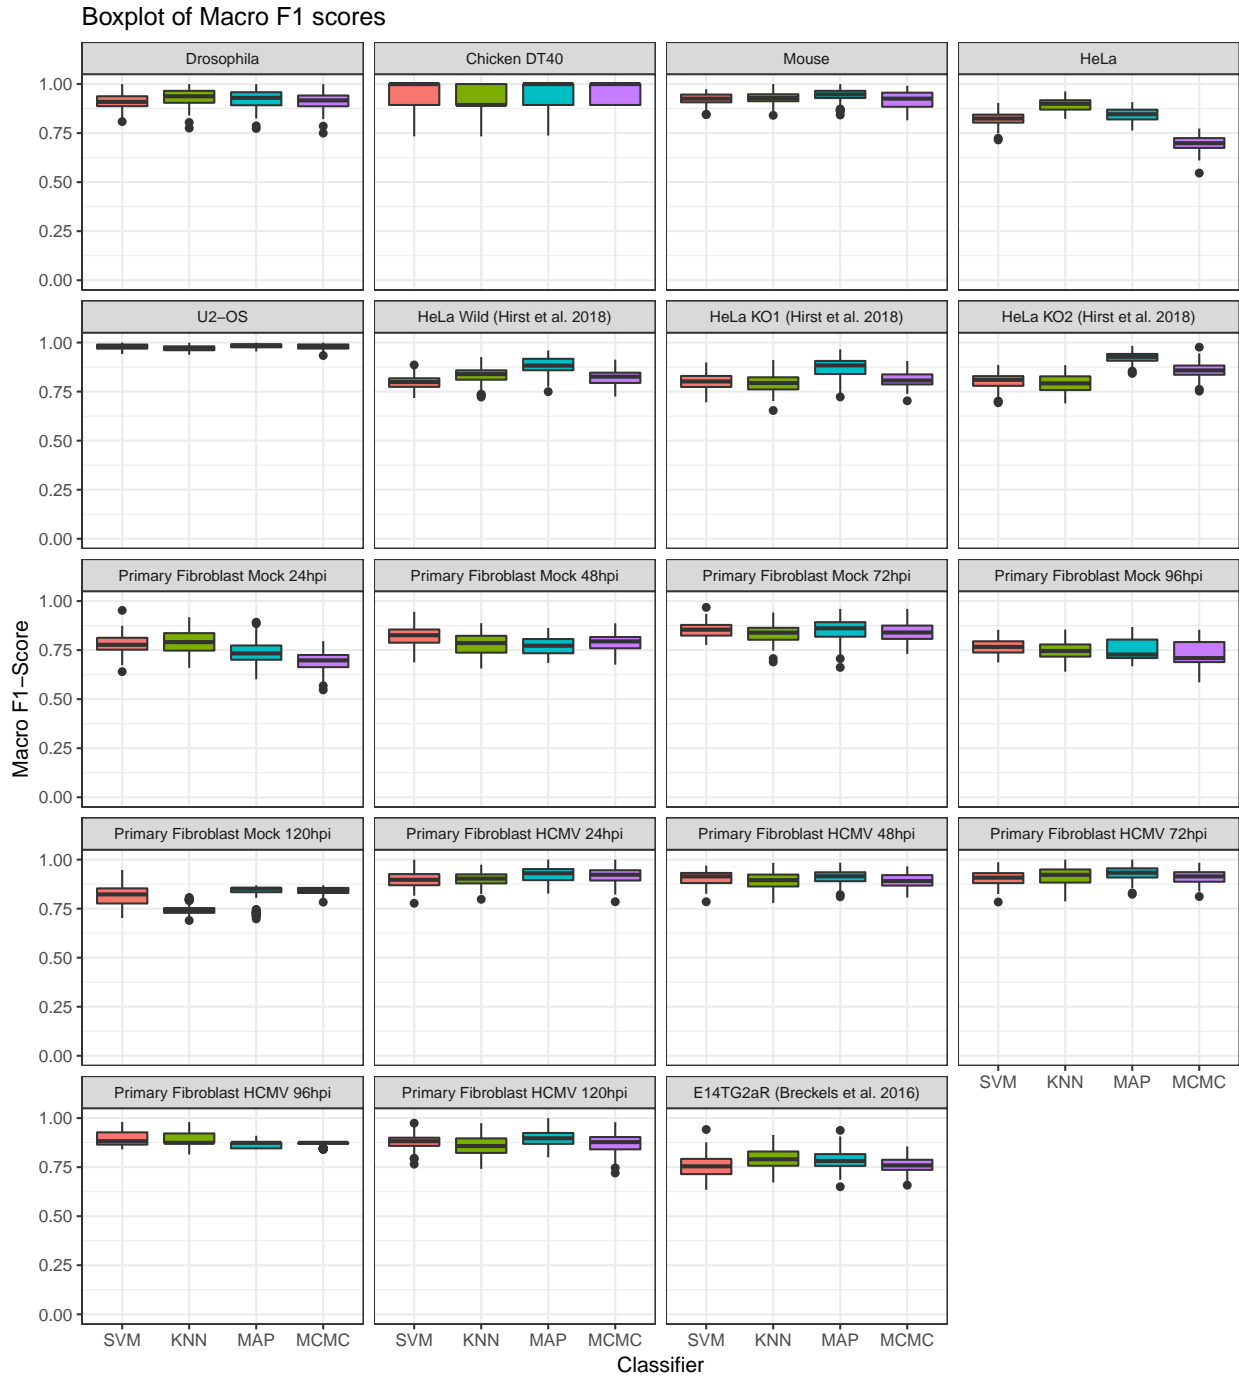 Boxplot of Macro F1 scores
Drosophila
Chicken DT40
Mouse
HeLa
1.00
0.75
0.50
0.25
0.00
U2−OS
HeLa Wild (Hirst et al. 2018)
HeLa KO1 (Hirst et al. 2018)
HeLa KO2 (Hirst et al. 2018)
1.00
0.75
0.50
0.25
0.00
Primary Fibroblast Mock 24hpi
Primary Fibroblast Mock 48hpi
Primary Fibroblast Mock 72hpi
Primary Fibroblast Mock 96hpi
1.00
0.75
0.50
0.25
0.00
Macro F1−Score
Primary Fibroblast Mock 120hpi
Primary Fibroblast HCMV 24hpi
Primary Fibroblast HCMV 48hpi
Primary Fibroblast HCMV 72hpi
1.00
0.75
0.50
0.25
0.00
SVM KNN MAP MCMC
Primary Fibroblast HCMV 96hpi
Primary Fibroblast HCMV 120hpi
E14TG2aR (Breckels et al. 2016)
1.00
0.75
0.50
0.25
0.00
SVM KNN MAP MCMC
SVM KNN MAP MCMC
SVM KNN MAP MCMC
Classifier